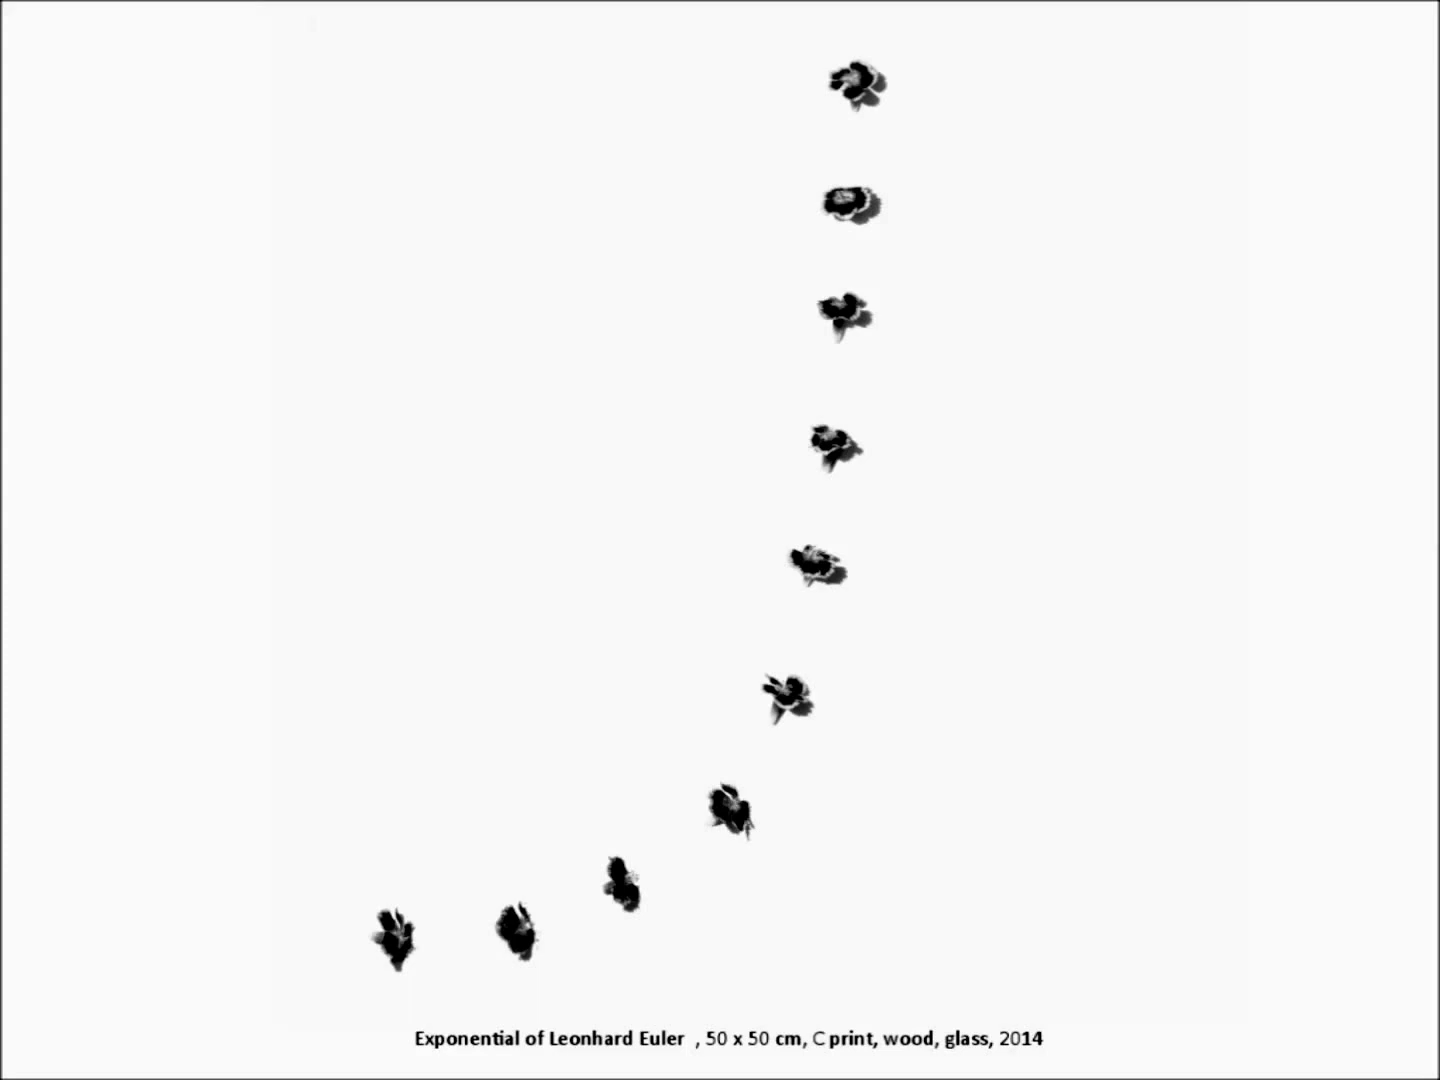 Exponential of Leonhard Euler , 50 x 50 cm, C print, wood, glass, 2014